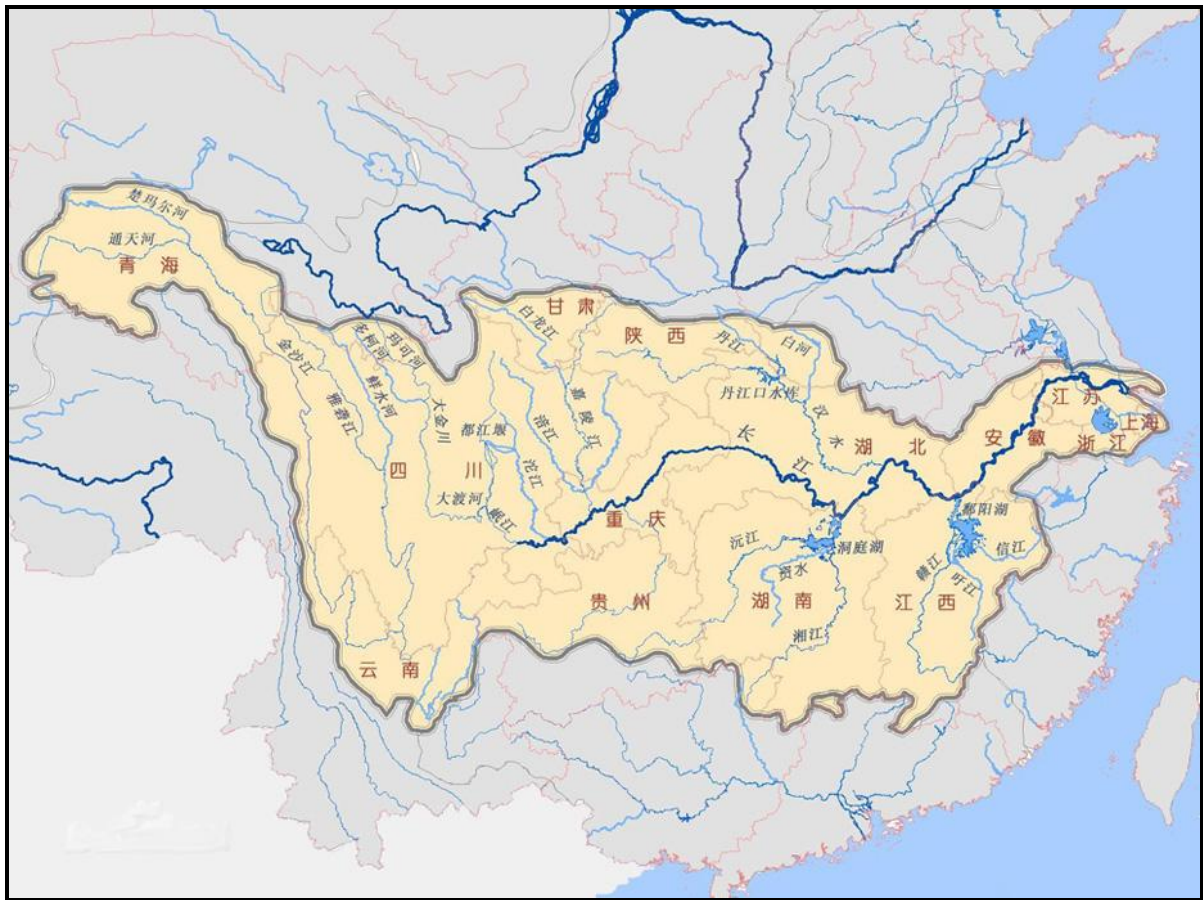 楚玛尔河
通天河
青海
甘肃
陕西
白龙江
丹江
白河
多柯河
玛可河
金沙江
雅砻江
鲜水河
大金川
嘉陵江
丹江口水库
江苏
上海
都江堰
涪江
汉水
长江
湖北
安徽
浙江
四川
沱江
大渡河
岷江
重庆
鄱阳湖
沅江
洞庭湖
信江
资水
赣江
盱江
贵州
湖南
江西
湘江
云南